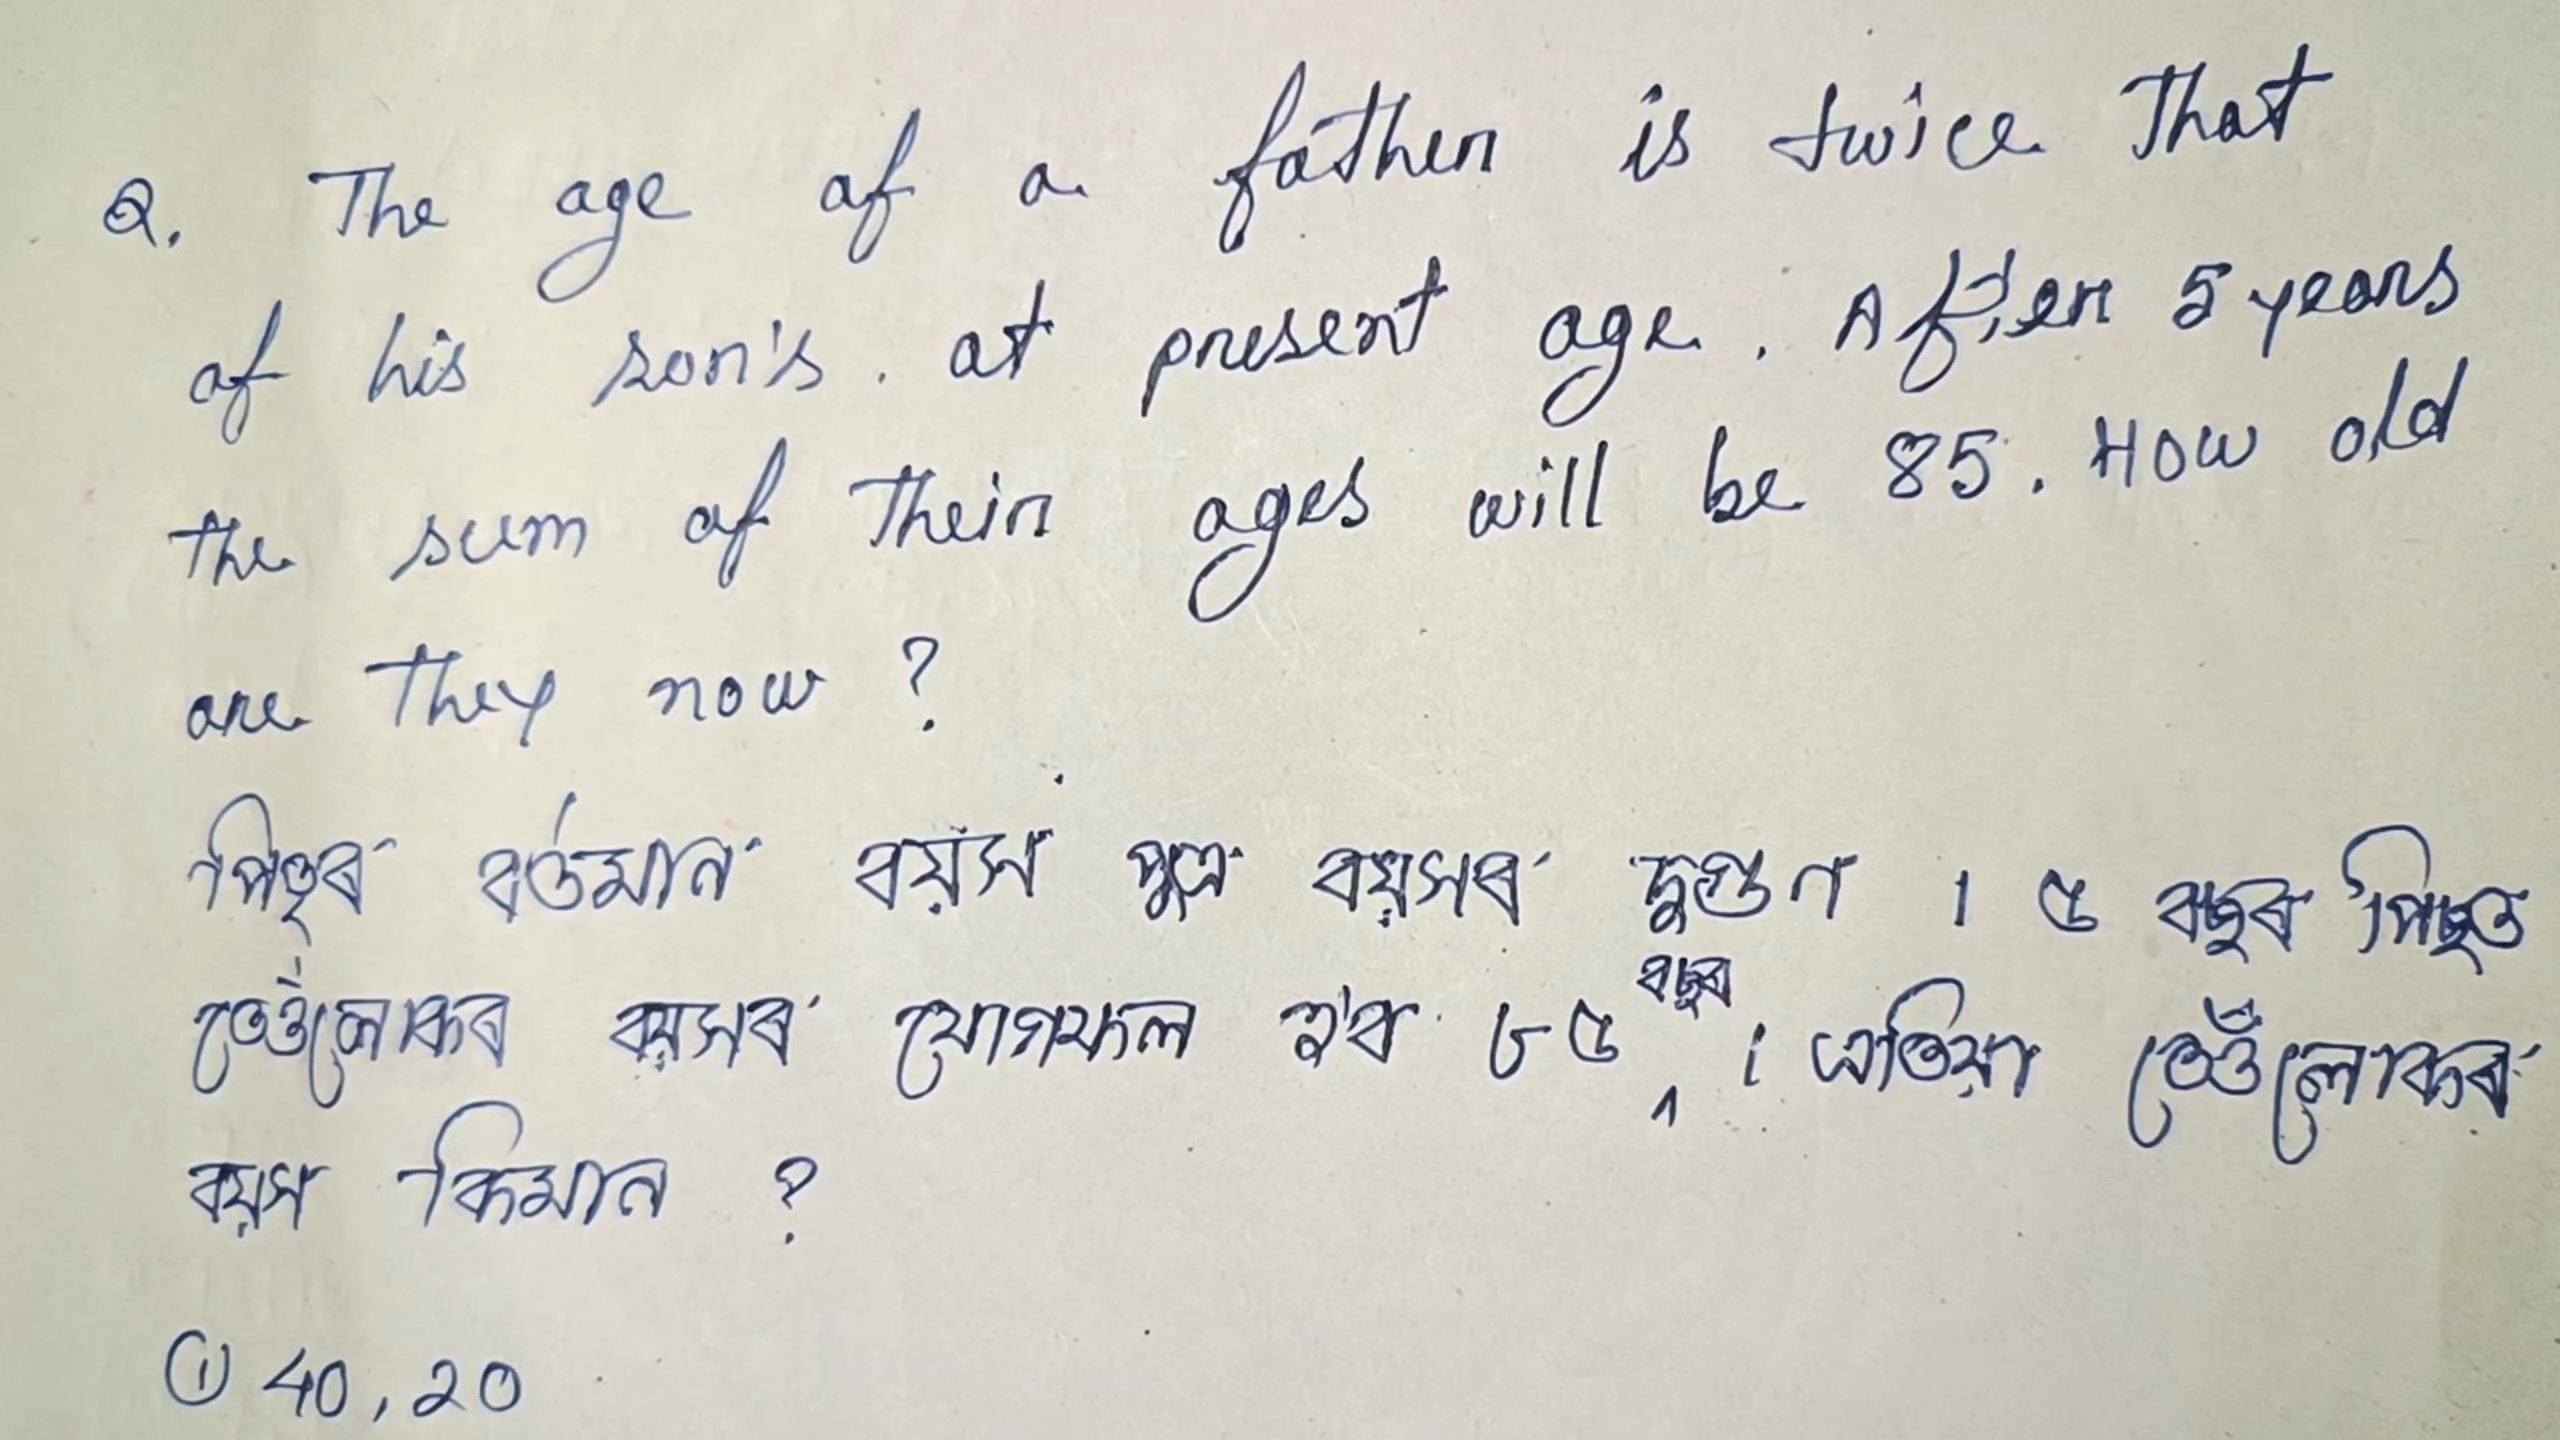 Q. The age of a father is twice that
of his son's. at present age. After 5 years
the sum of their ages will be 85. How old
are they now ?
পিতৃৰ বৰ্তমান বয়স পুত্ৰ বয়সৰ দুগুন । ৫ বছৰ পিছত
তেওঁলোকৰ বয়সৰ যোগফল হ'ব ৮৫ বছৰ । এতিয়া তেওঁলোকৰ
বয়স কিমান ?
① 40, 20